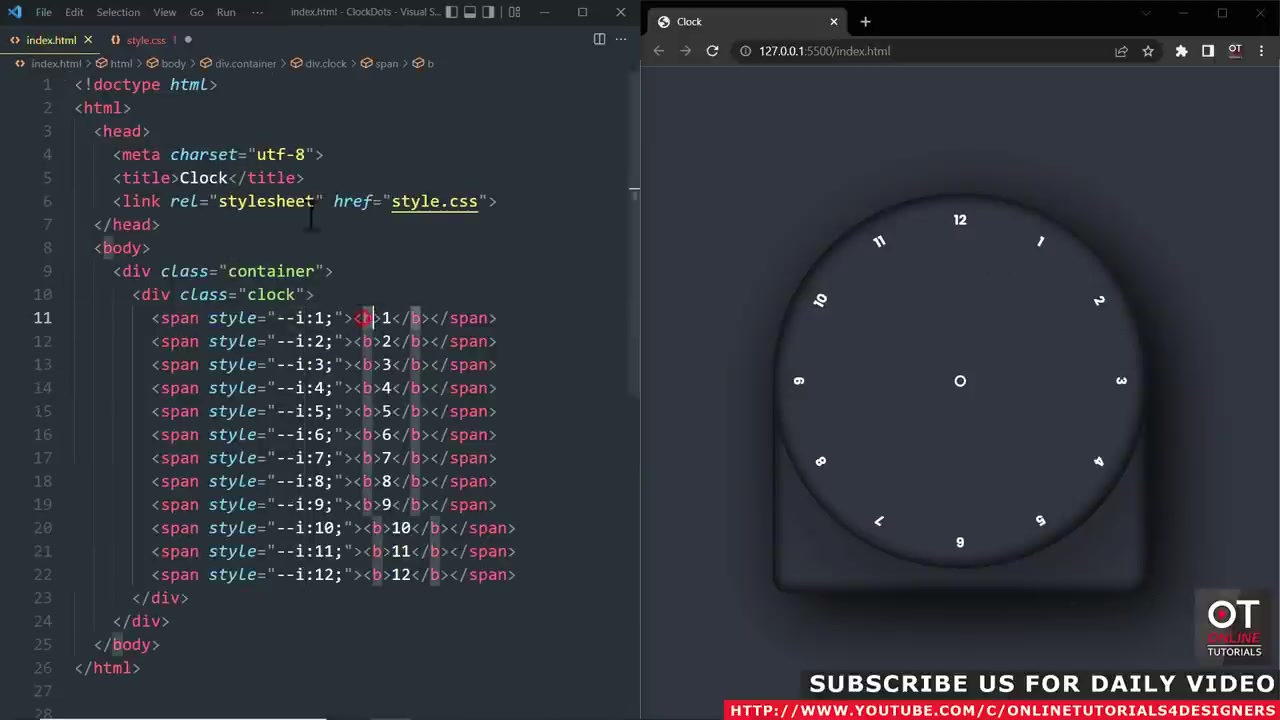 File Edit Selection View Go Run ··· index.html - ClockDots - Visual S...
index.html style.css 1
index.html > html > body > div.container > div.clock > span > b
1 <!doctype html>
2 <html>
3 <head>
4 <meta charset="utf-8">
5 <title>Clock</title>
6 <link rel="stylesheet" href="style.css">
7 </head>
8 <body>
9 <div class="container">
10 <div class="clock">
11 <span style="--i:1;"><b>1</b></span>
12 <span style="--i:2;"><b>2</b></span>
13 <span style="--i:3;"><b>3</b></span>
14 <span style="--i:4;"><b>4</b></span>
15 <span style="--i:5;"><b>5</b></span>
16 <span style="--i:6;"><b>6</b></span>
17 <span style="--i:7;"><b>7</b></span>
18 <span style="--i:8;"><b>8</b></span>
19 <span style="--i:9;"><b>9</b></span>
20 <span style="--i:10;"><b>10</b></span>
21 <span style="--i:11;"><b>11</b></span>
22 <span style="--i:12;"><b>12</b></span>
23 </div>
24 </div>
25 </body>
26 </html>
27
28
Clock
127.0.0.1:5500/index.html
OT
12
1
2
3
4
5
6
7
8
9
10
11
OT
ONLINE
TUTORIALS
SUBSCRIBE US FOR DAILY VIDEO
HTTP://WWW.YOUTUBE.COM/C/ONLINETUTORIALS4DESIGNERS